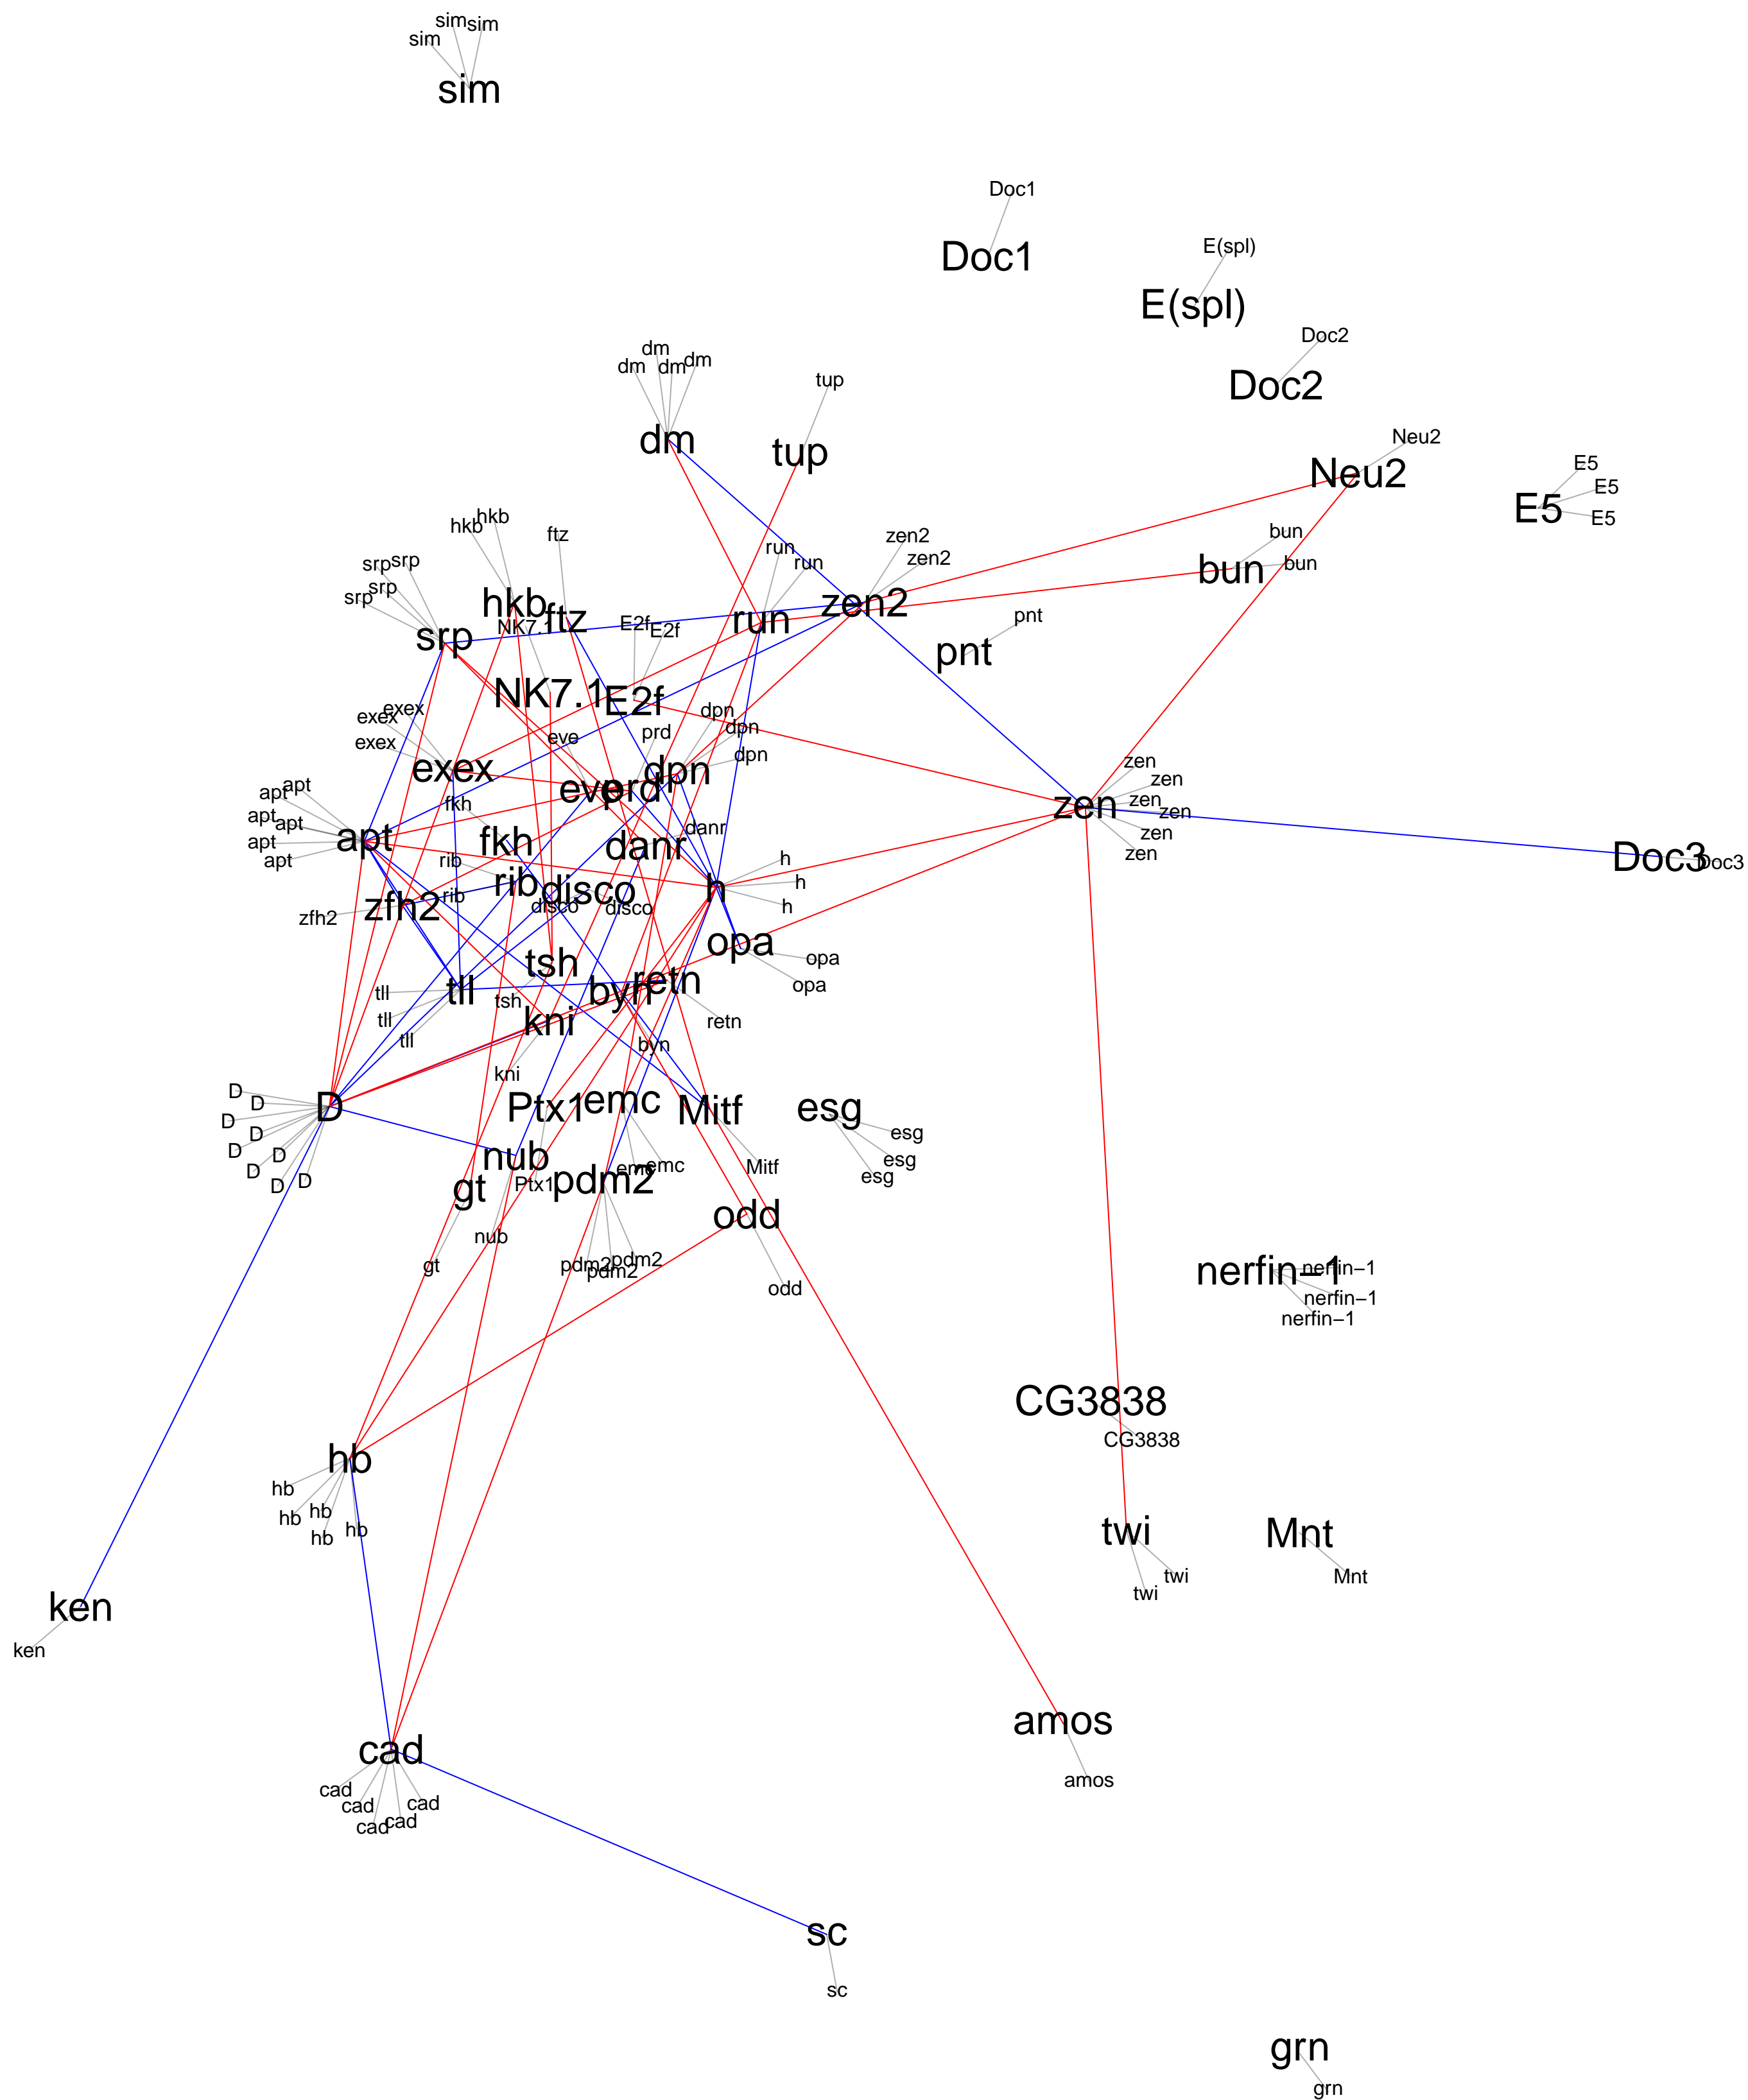 sim
sim
sim
sim
Doc1
Doc1
E(spl)
E(spl)
Doc2
Doc2
dm
dm
dm
dm
dm
tup
tup
Neu2
Neu2
E5
E5
E5
E5
hkb
hkb
hkb
ftz
ftz
run
run
run
zen2
zen2
zen2
bun
bun
bun
srp
srp
srp
srp
srp
NK7.1
NK7.1
E2f
E2f
E2f
pnt
pnt
exex
exex
exex
exex
eve
eve
prd
prd
dpn
dpn
dpn
dpn
zen
zen
zen
zen
zen
zen
zen
apt
apt
apt
apt
apt
apt
apt
fkh
fkh
danr
danr
Doc3
Doc3
rib
rib
rib
disco
disco
disco
h
h
h
h
zfh2
zfh2
opa
opa
opa
tsh
tsh
tll
tll
tll
tll
byn
byn
retn
retn
kni
kni
D
D
D
D
D
D
D
D
D
D
D
Ptx1
Ptx1
emc
emc
emc
Mitf
Mitf
esg
esg
esg
esg
nub
nub
gt
gt
pdm2
pdm2
pdm2
pdm2
odd
odd
nerfin−1
nerfin−1
nerfin−1
nerfin−1
CG3838
CG3838
hb
hb
hb
hb
hb
hb
twi
twi
twi
Mnt
Mnt
ken
ken
amos
amos
cad
cad
cad
cad
cad
cad
sc
sc
grn
grn